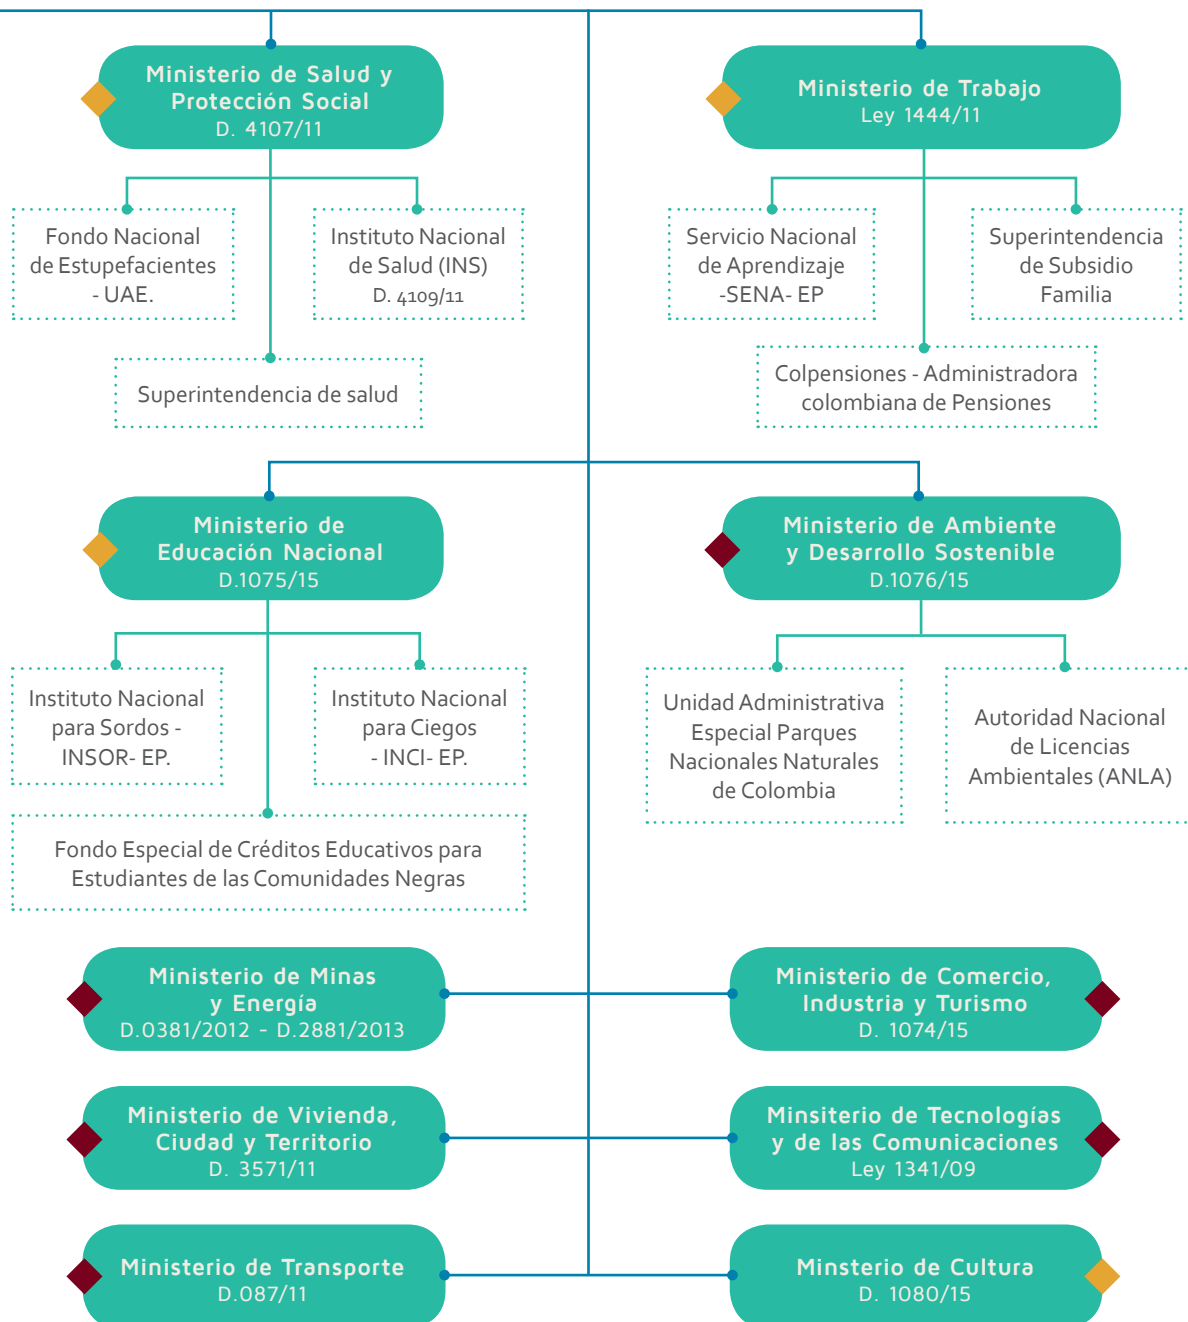 Ministerio de Salud y
Protección Social
D. 4107/11
Ministerio de Trabajo
Ley 1444/11
Fondo Nacional
de Estupefacientes
- UAE.
Instituto Nacional
de Salud (INS)
D. 4109/11
Servicio Nacional
de Aprendizaje
-SENA- EP
Superintendencia
de Subsidio
Familia
Superintendencia de salud
Colpensiones - Administradora
colombiana de Pensiones
Ministerio de
Educación Nacional
D.1075/15
Ministerio de Ambiente
y Desarrollo Sostenible
D.1076/15
Instituto Nacional
para Sordos -
INSOR- EP.
Instituto Nacional
para Ciegos
- INCI- EP.
Unidad Administrativa
Especial Parques
Nacionales Naturales
de Colombia
Autoridad Nacional
de Licencias
Ambientales (ANLA)
Fondo Especial de Créditos Educativos para
Estudiantes de las Comunidades Negras
Ministerio de Minas
y Energía
D.0381/2012 - D.2881/2013
Ministerio de Comercio,
Industria y Turismo
D. 1074/15
Ministerio de Vivienda,
Ciudad y Territorio
D. 3571/11
Minsiterio de Tecnologías
y de las Comunicaciones
Ley 1341/09
Ministerio de Transporte
D.087/11
Minsterio de Cultura
D. 1080/15